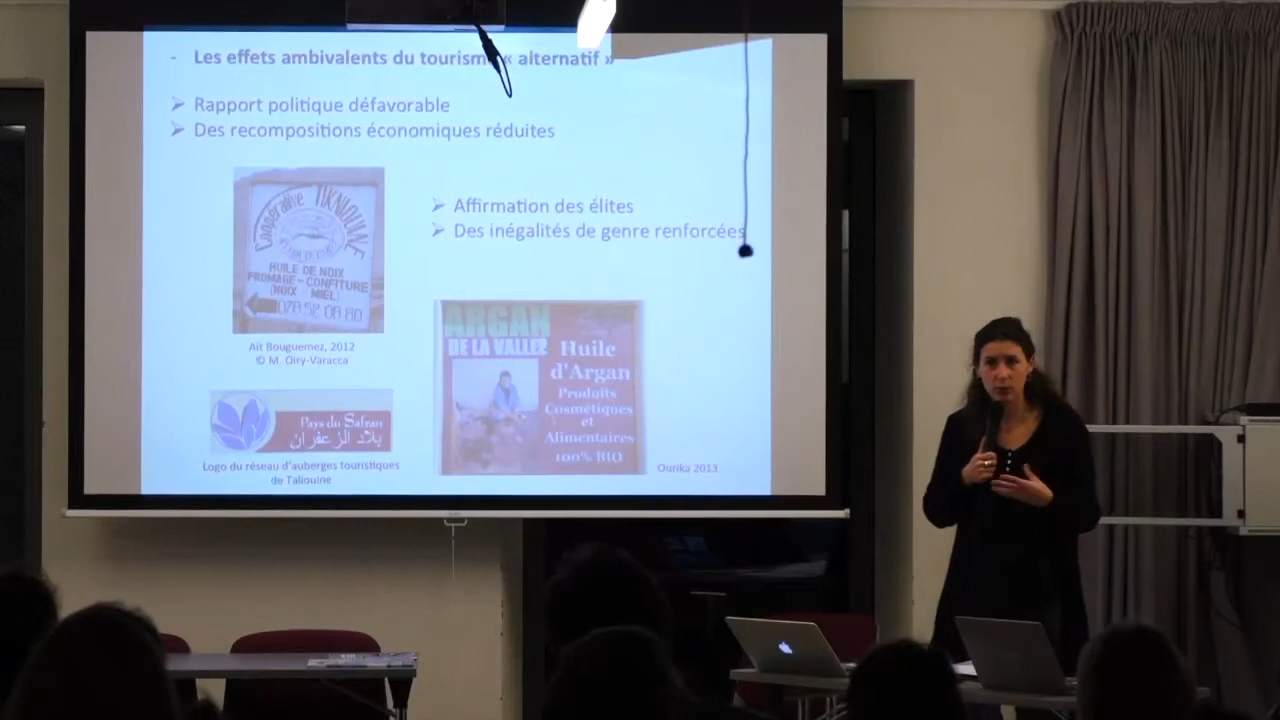 - Les effets ambivalents du tourisme « alternatif »
➢ Rapport politique défavorable
➢ Des recompositions économiques réduites
➢ Affirmation des élites
➢ Des inégalités de genre renforcées
Coopérative TIKNIOUINE
HUILE DE NOIX
FROMAGE - CONFITURE
(NOIX - MIEL)
Aït Bouguemez, 2012
© M. Oiry-Varacca
Pays du Safran
بلاد الزعفران
Logo du réseau d'auberges touristiques
de Taliouine
ARGAN
DE LA VALLEE
Huile
d'Argan
Produits
Cosmétiques
et
Alimentaires
100% BIO
Ourika 2013